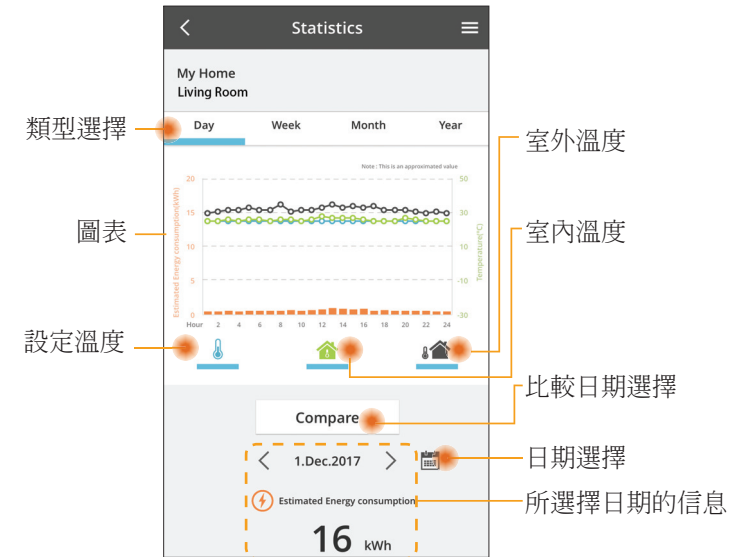 Statistics
My Home
Living Room
類型選擇
Day Week Month Year
室外溫度
Note : This is an approximated value
圖表
Estimated Energy consumption(kWh)
20
15
10
5
0
50
30
10
-10
-30
Temperature(°C)
室內溫度
Hour 2 4 6 8 10 12 14 16 18 20 22 24
設定溫度
比較日期選擇
Compare
1.Dec.2017
日期選擇
Estimated Energy consumption
所選擇日期的信息
16 kWh